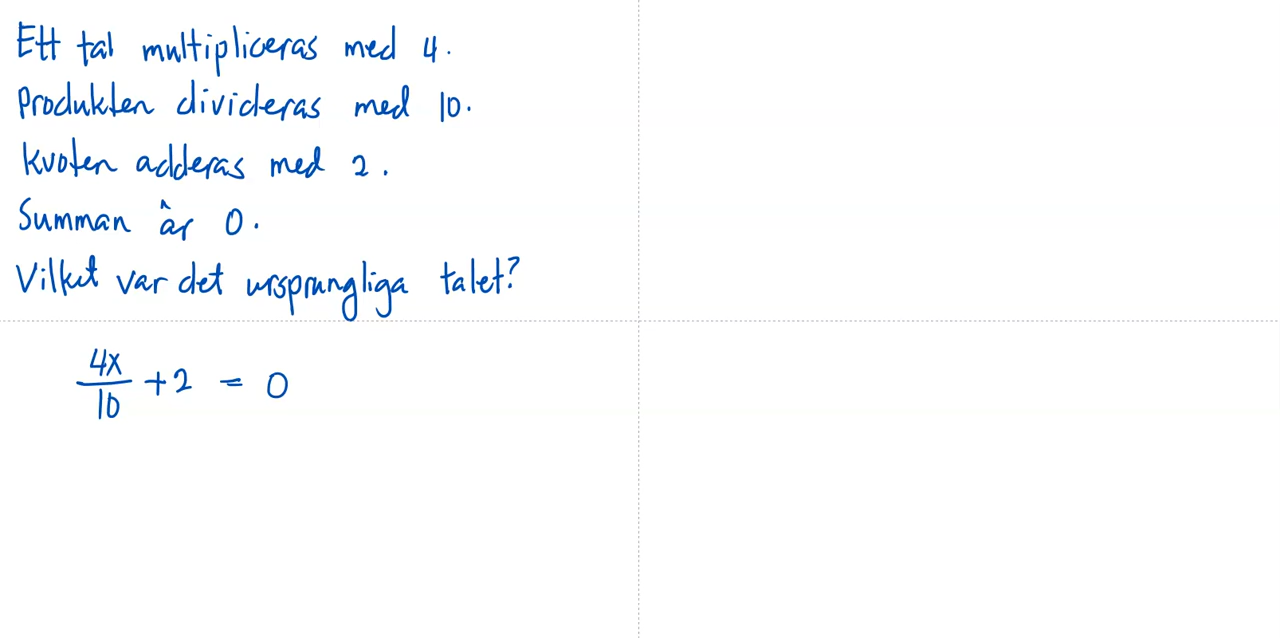 Ett tal multipliceras med 4.
Produkten divideras med 10.
Kvoten adderas med 2.
Summan är 0.
Vilket var det ursprungliga talet?
4x/10 + 2 = 0